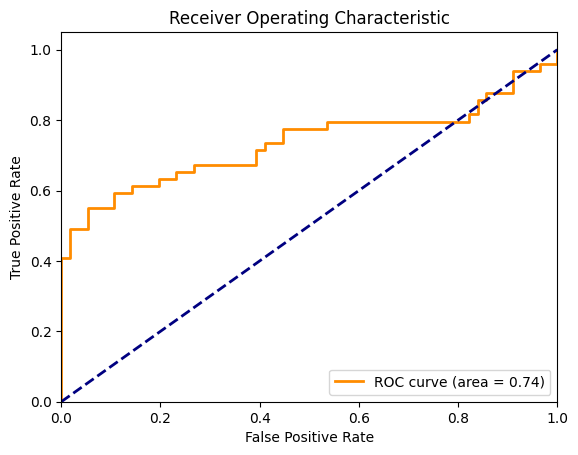 Receiver Operating Characteristic
True Positive Rate
1.0
0.8
0.6
0.4
0.2
0.0
ROC curve (area = 0.74)
0.0 0.2 0.4 0.6 0.8 1.0
False Positive Rate